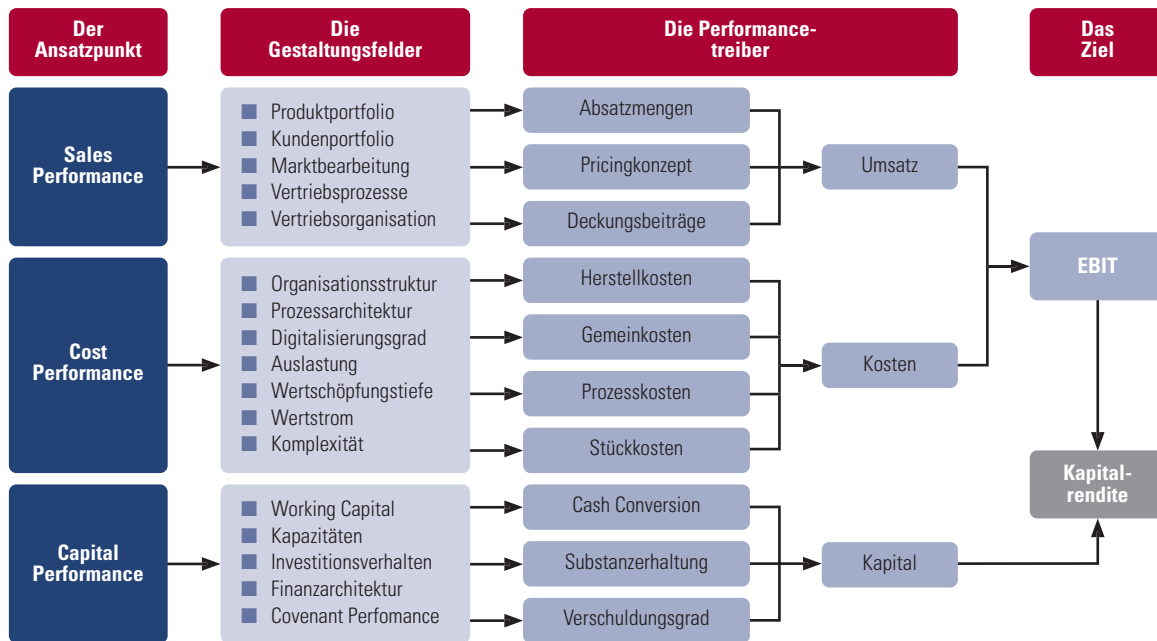 Der
Ansatzpunkt
Die
Gestaltungsfelder
Die Performance-
treiber
Das
Ziel
Sales
Performance
Produktportfolio
Kundenportfolio
Marktbearbeitung
Vertriebsprozesse
Vertriebsorganisation
Absatzmengen
Pricingkonzept
Deckungsbeiträge
Umsatz
EBIT
Cost
Performance
Organisationsstruktur
Prozessarchitektur
Digitalisierungsgrad
Auslastung
Wertschöpfungstiefe
Wertstrom
Komplexität
Herstellkosten
Gemeinkosten
Prozesskosten
Stückkosten
Kosten
Kapital-
rendite
Capital
Performance
Working Capital
Kapazitäten
Investitionsverhalten
Finanzarchitektur
Covenant Perfomance
Cash Conversion
Substanzerhaltung
Verschuldungsgrad
Kapital